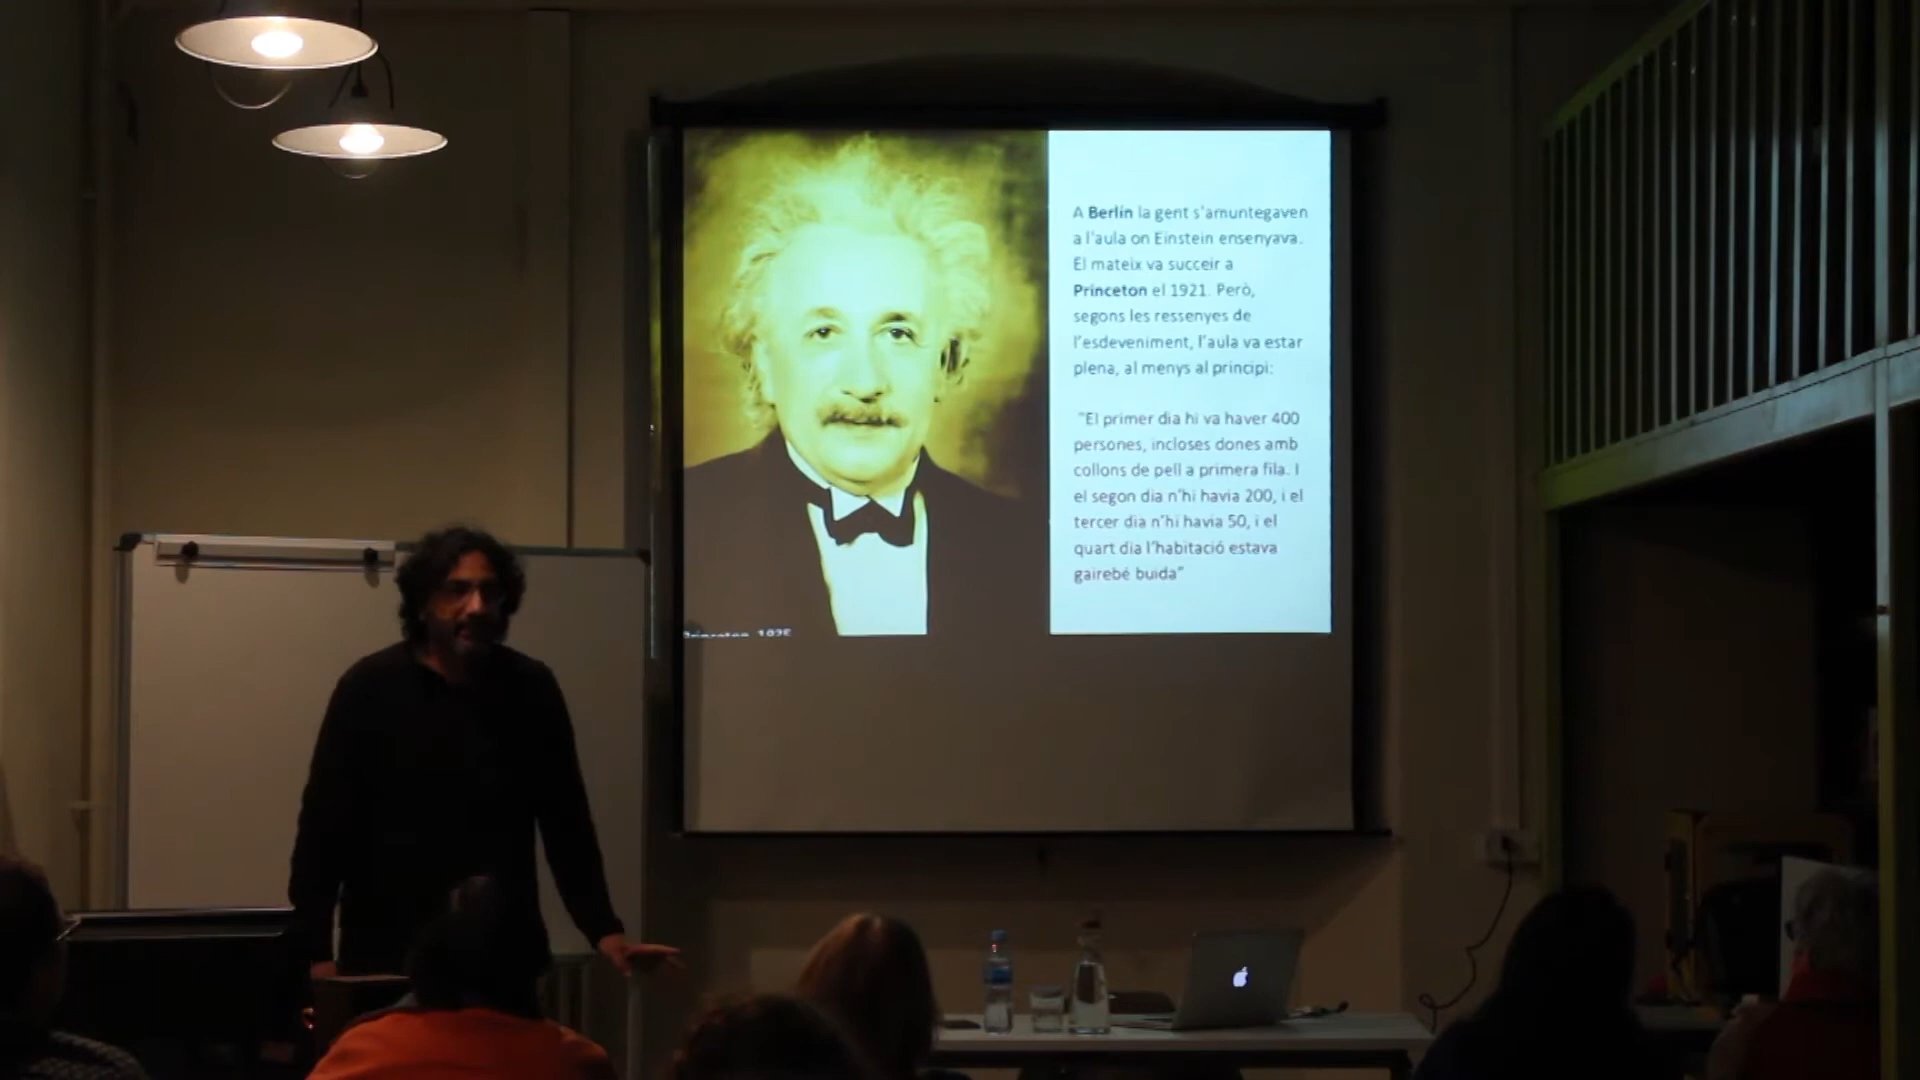 A Berlín la gent s'amuntegaven
a l'aula on Einstein ensenyava.
El mateix va succeir a
Princeton el 1921. Però,
segons les ressenyes de
l'esdeveniment, l'aula va estar
plena, al menys al principi:
"El primer dia hi va haver 400
persones, incloses dones amb
collons de pell a primera fila. I
el segon dia n'hi havia 200, i el
tercer dia n'hi havia 50, i el
quart dia l'habitació estava
gairebé buida"
Princeton, 1935